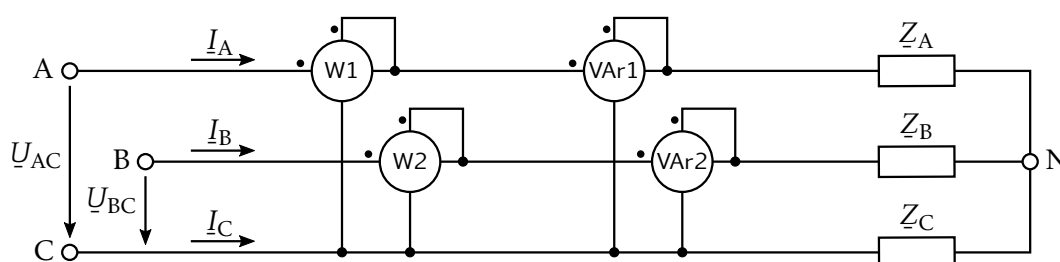 I_A
Z_A
A
W1
VAr1
I_B
Z_B
U_AC
B
W2
VAr2
N
U_BC
I_C
Z_C
C